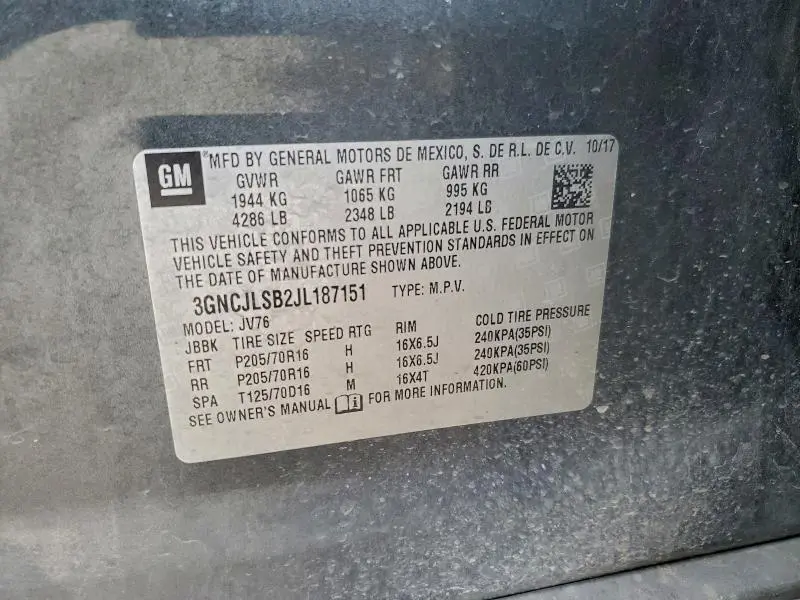 GM
®MFD BY GENERAL MOTORS DE MEXICO, S. DE R.L. DE C.V. 10/17
GVWR GAWR FRT GAWR RR
1944 KG 1065 KG 995 KG
4286 LB 2348 LB 2194 LB
THIS VEHICLE CONFORMS TO ALL APPLICABLE U.S. FEDERAL MOTOR
VEHICLE SAFETY AND THEFT PREVENTION STANDARDS IN EFFECT ON
THE DATE OF MANUFACTURE SHOWN ABOVE.
3GNCJLSB2JL187151 TYPE: M.P.V.
MODEL: JV76
JBBK TIRE SIZE SPEED RTG RIM COLD TIRE PRESSURE
FRT P205/70R16 H 16X6.5J 240KPA(35PSI)
RR P205/70R16 H 16X6.5J 240KPA(35PSI)
SPA T125/70D16 M 16X4T 420KPA(60PSI)
SEE OWNER'S MANUAL i FOR MORE INFORMATION.